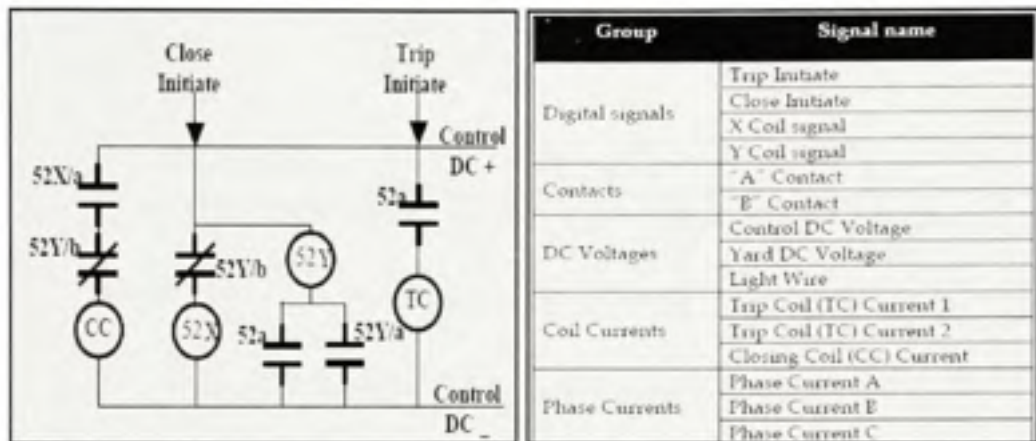 Close
Initiate
Trip
Initiate
Control
DC +
52X/a
52a
52Y/b
52Y/b
52Y
CC
52X
52a
52Y/a
TC
Control
DC _
Group Signal name
Digital signals
Trip Initiate
Close Initiate
X Coil signal
Y Coil signal
Contacts
"A" Contact
"B" Contact
DC Voltages
Control DC Voltage
Yard DC Voltage
Light Wire
Coil Currents
Trip Coil (TC) Current 1
Trip Coil (TC) Current 2
Closing Coil (CC) Current
Phase Currents
Phase Current A
Phase Current B
Phase Current C